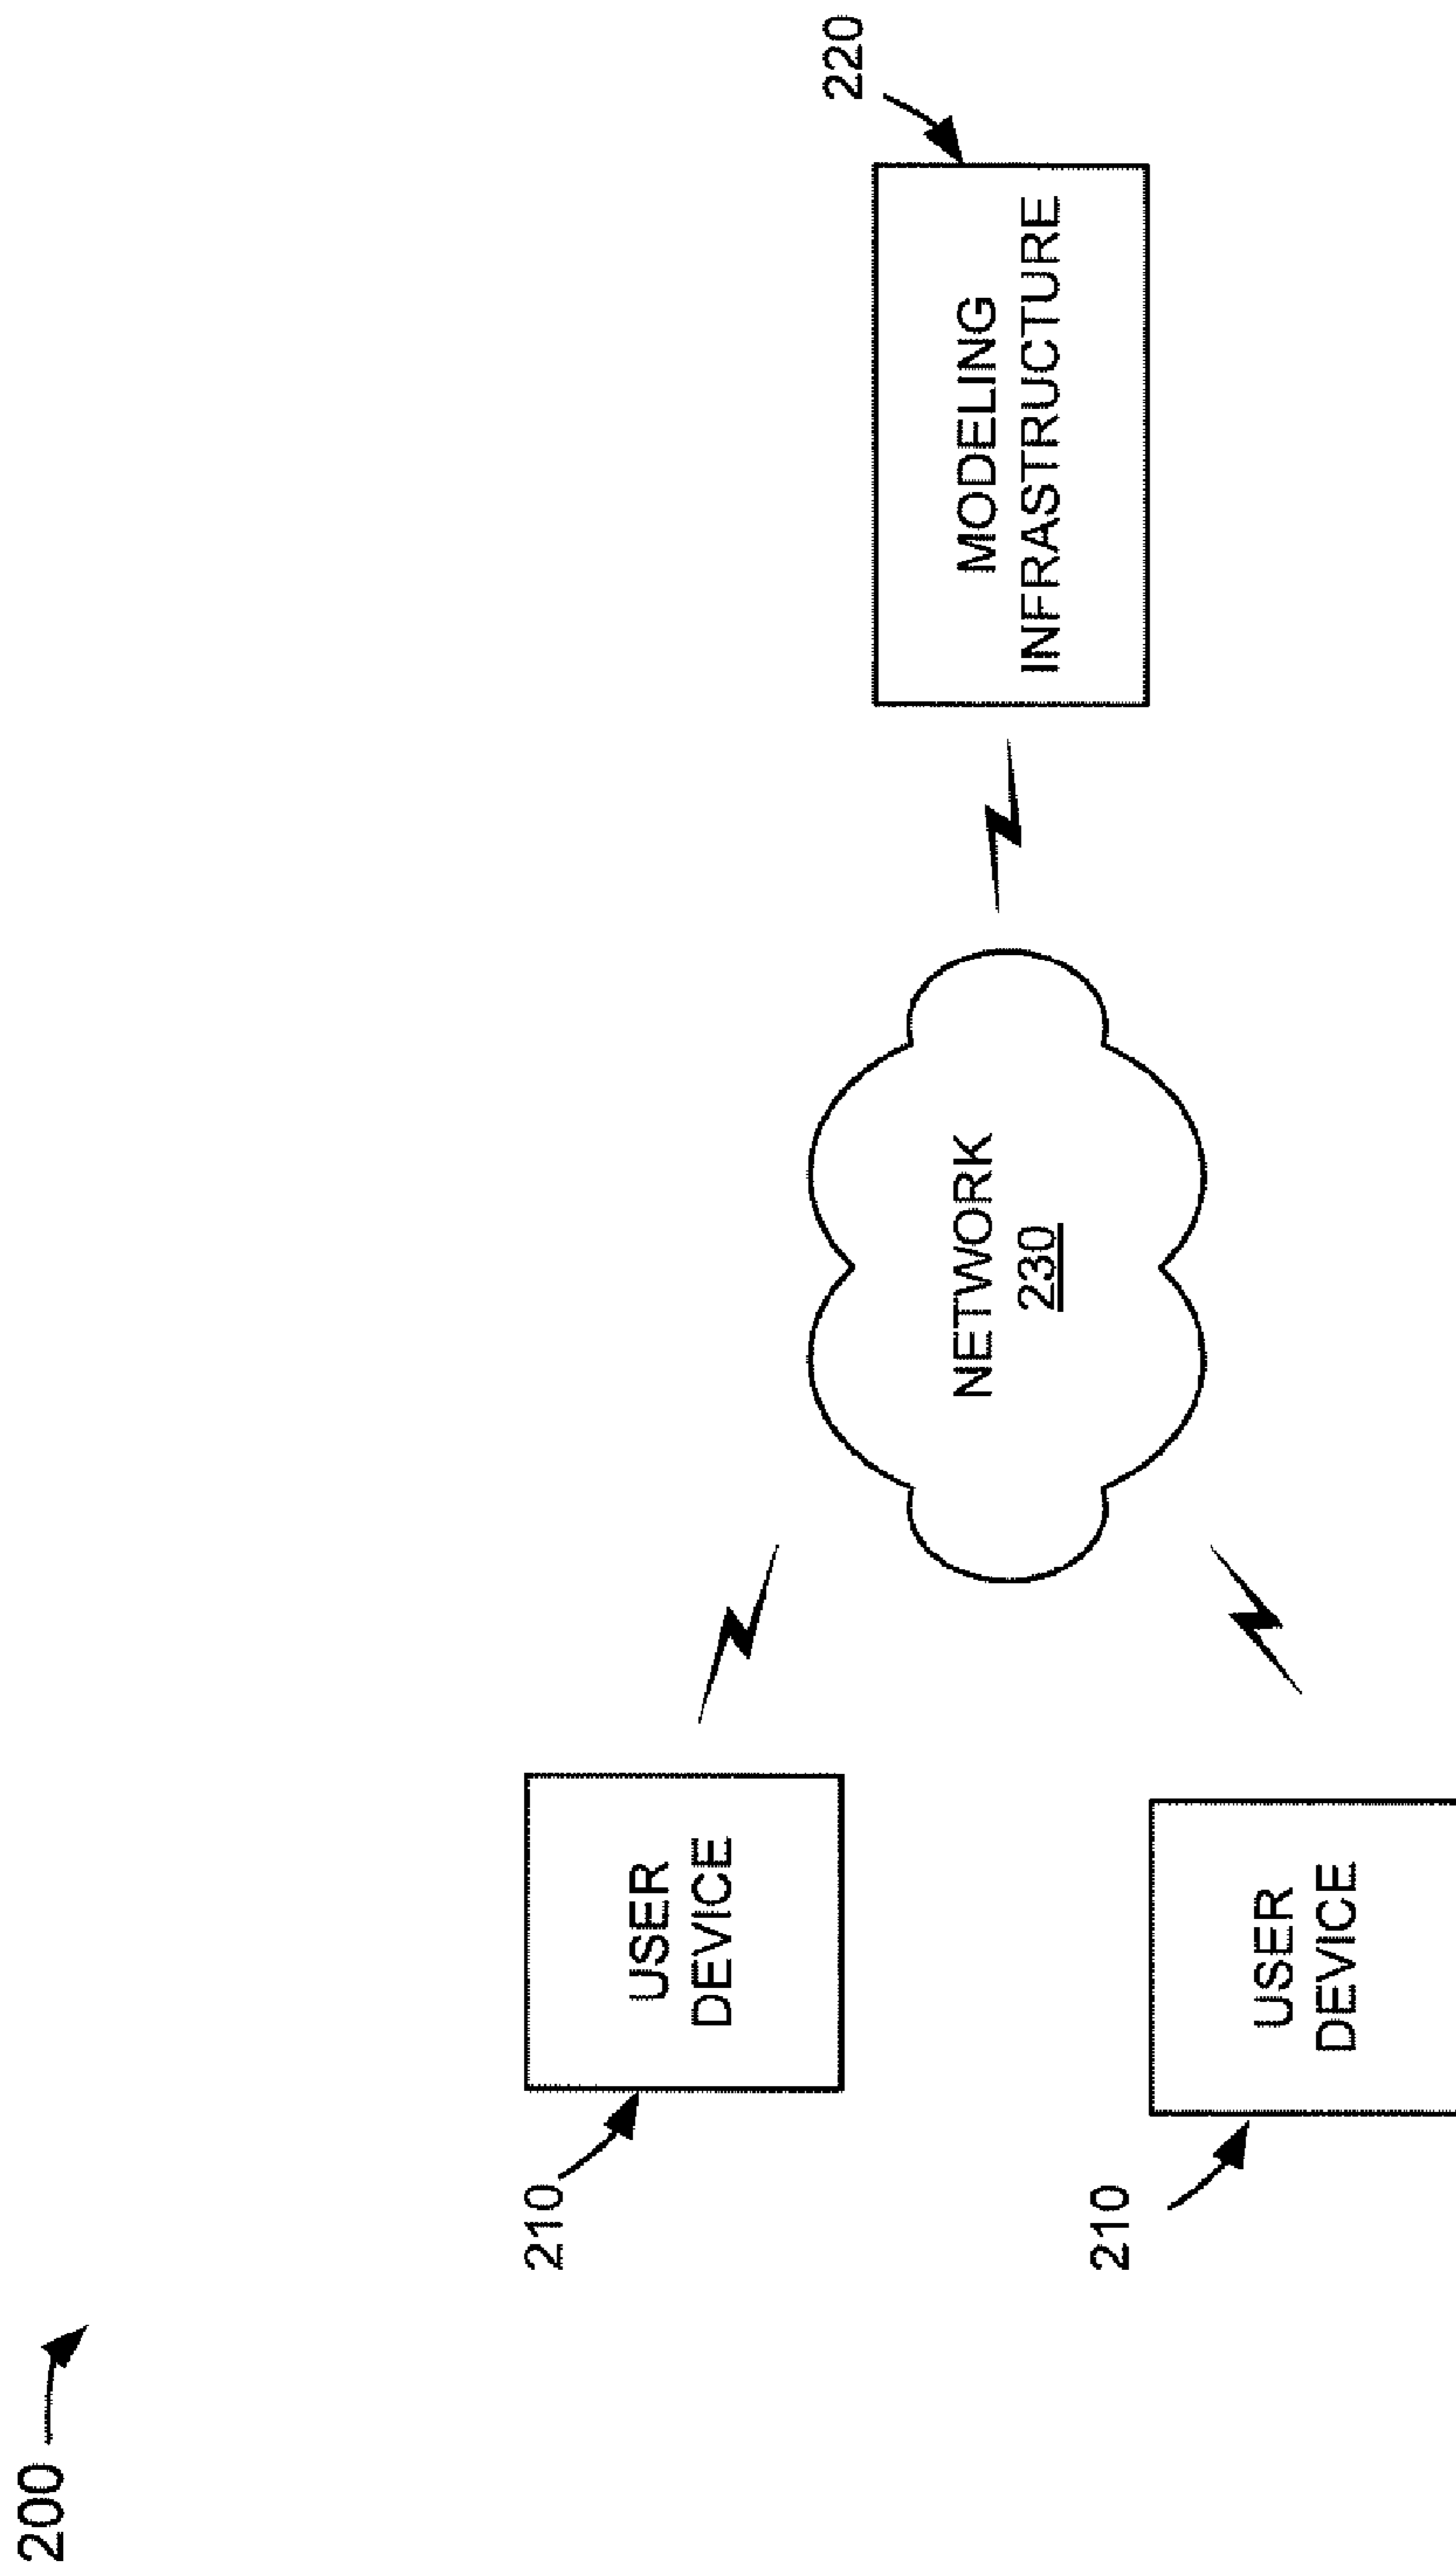 200
210
USER
DEVICE
210
USER
DEVICE
NETWORK
230
220
MODELING
INFRASTRUCTURE